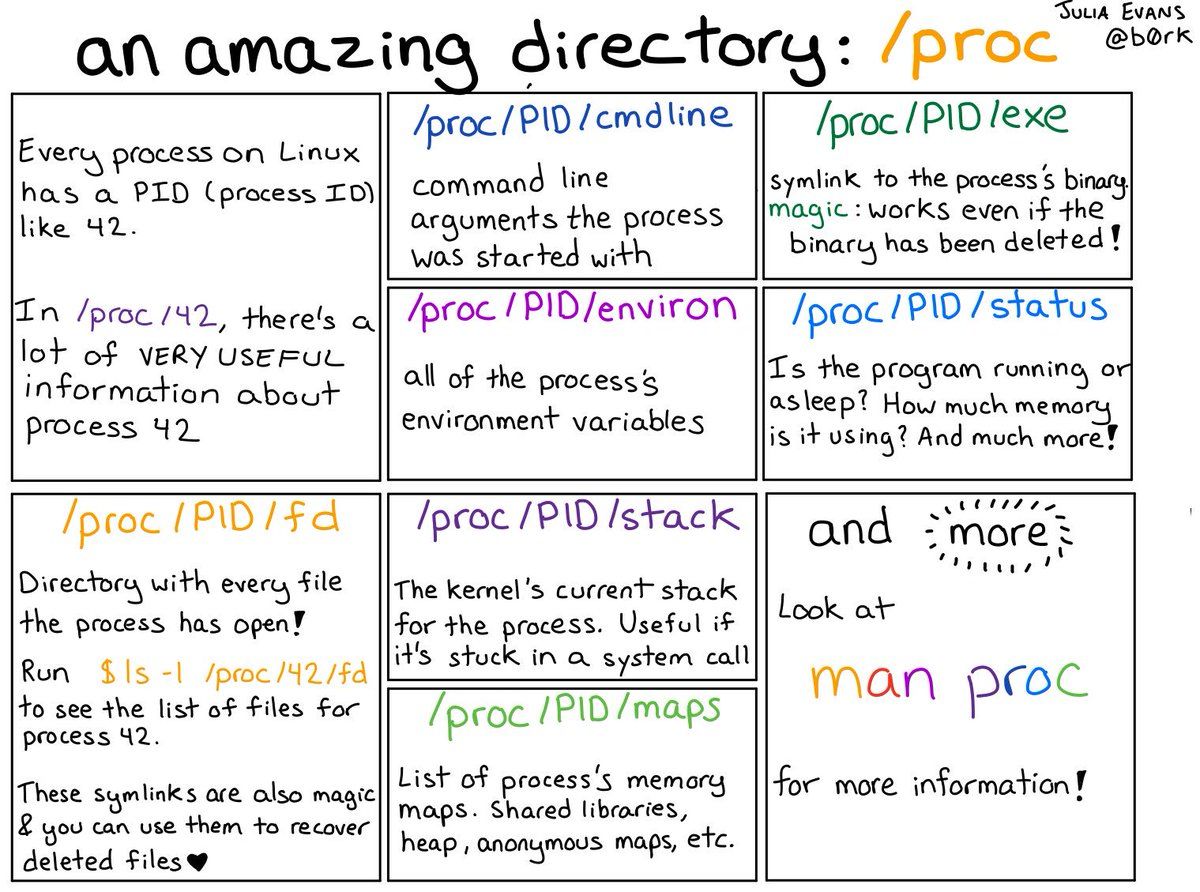 an amazing directory: /proc
JULIA EVANS
@b0rk
Every process on Linux
has a PID (process ID)
like 42.
In /proc/42, there's a
lot of VERY USEFUL
information about
process 42
/proc/PID/cmdline
command line
arguments the process
was started with
/proc/PID/exe
symlink to the process's binary.
magic: works even if the
binary has been deleted!
/proc/PID/environ
all of the process's
environment variables
/proc/PID/status
Is the program running or
asleep? How much memory
is it using? And much more!
/proc/PID/fd
Directory with every file
the process has open!
Run $ ls -l /proc/42/fd
to see the list of files for
process 42.
These symlinks are also magic
& you can use them to recover
deleted files ♥
/proc/PID/stack
The kernel's current stack
for the process. Useful if
it's stuck in a system call
/proc/PID/maps
List of process's memory
maps. Shared libraries,
heap, anonymous maps, etc.
and more
Look at
man proc
for more information!